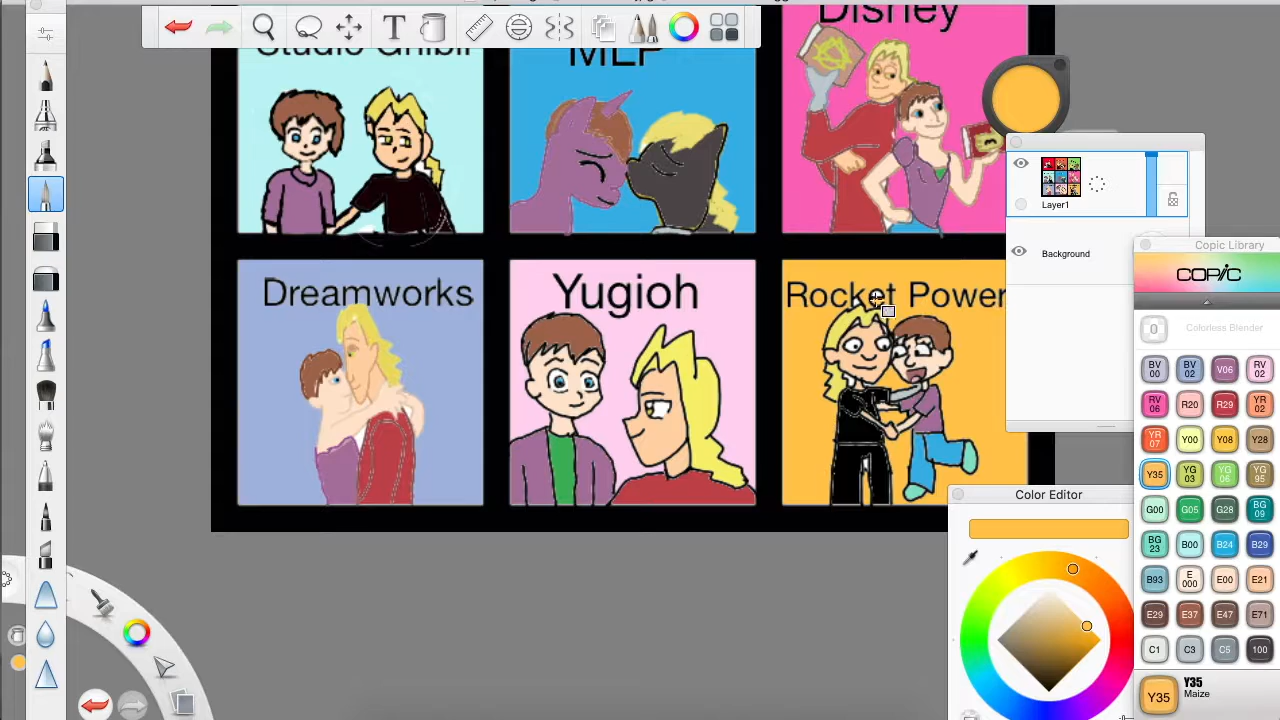 Disney
Studio Ghibli
MLP
Layer1
Background
Copic Library
COPIC
0 Colorless Blender
Dreamworks
Yugioh
Rocket Power
BV 00 BV 02 V06 RV 02
RV 06 R20 R29 YR 02
YR 07 Y00 Y08 Y28
Y35 YG 03 YG 06 YG 95
G00 G05 G28 BG 09
BG 23 B00 B24 B29
B93 E 000 E00 E21
E29 E37 E47 E71
C1 C3 C5 100
Color Editor
Y35
Y35
Maize